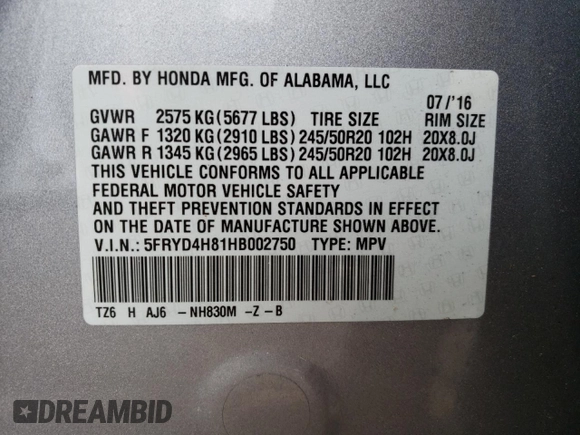 MFD. BY HONDA MFG. OF ALABAMA, LLC
07/'16
GVWR 2575 KG(5677 LBS) TIRE SIZE RIM SIZE
GAWR F 1320 KG(2910 LBS)245/50R20 102H 20X8.0J
GAWR R 1345 KG(2965 LBS)245/50R20 102H 20X8.0J
THIS VEHICLE CONFORMS TO ALL APPLICABLE
FEDERAL MOTOR VEHICLE SAFETY
AND THEFT PREVENTION STANDARDS IN EFFECT
ON THE DATE OF MANUFACTURE SHOWN ABOVE.
V.I.N.: 5FRYD4H81HB002750 TYPE: MPV
TZ6 H AJ6 -NH830M -Z -B
DREAMBID